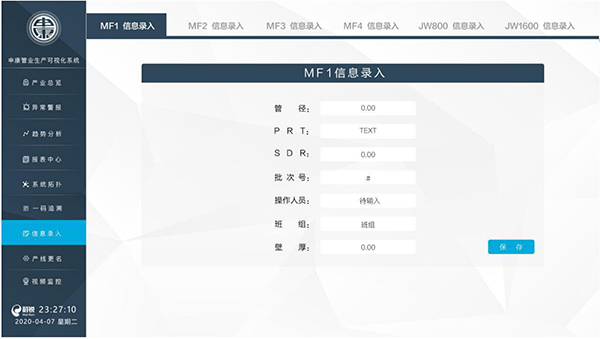 MF1 信息录入 MF2 信息录入 MF3 信息录入 MF4 信息录入 JW800 信息录入 JW1600 信息录入
申康管业生产可视化系统
产业总览
异常警报
趋势分析
报表中心
系统拓扑
一码追溯
信息录入
产线更名
视频监控
23:27:10
2020-04-07 星期二
MF1信息录入
管 径： 0.00
P R T： TEXT
S D R： 0.00
批 次 号： #
操作人员： 待输入
班 组： 班组
壁 厚： 0.00
保 存